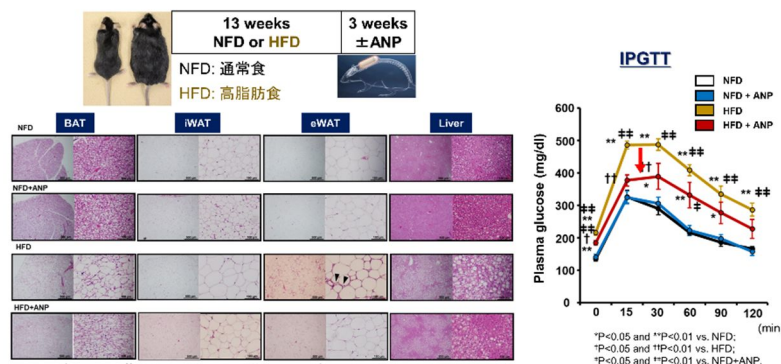 13 weeks
NFD or HFD
3 weeks
±ANP
NFD: 通常食
HFD: 高脂肪食
BAT
iWAT
eWAT
Liver
NFD
NFD+ANP
HFD
HFD+ANP
IPGTT
NFD
NFD + ANP
HFD
HFD + ANP
Plasma glucose (mg/dl)
600
500
400
300
200
100
0
0 15 30 60 90 120
(min
*P<0.05 and **P<0.01 vs. NFD;
†P<0.05 and ††P<0.01 vs. HFD;
‡P<0.05 and ‡‡P<0.01 vs. NFD+ANP.